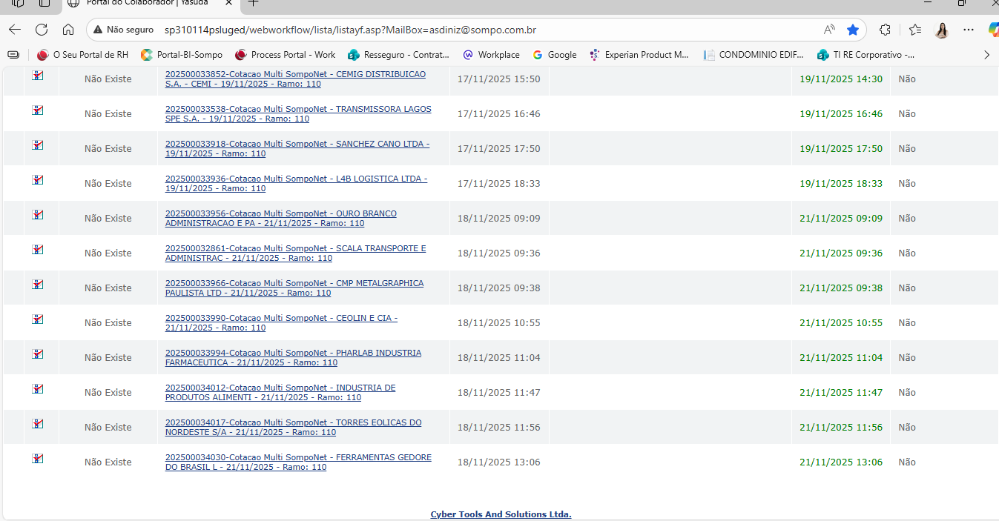 Portal do Colaborador | Yasuda
Não seguro sp310114psluged/webworkflow/lista/listayf.asp?MailBox=asdiniz@sompo.com.br
O Seu Portal de RH Portal-BI-Sompo Process Portal - Work Resseguro - Contrat... Workplace Google Experian Product M... CONDOMINIO EDIF... TI RE Corporativo -...
Não Existe 202500033852-Cotacao Multi SompoNet - CEMIG DISTRIBUICAO 17/11/2025 15:50 19/11/2025 14:30 Não
S.A. - CEMI - 19/11/2025 - Ramo: 110
Não Existe 202500033538-Cotacao Multi SompoNet - TRANSMISSORA LAGOS 17/11/2025 16:46 19/11/2025 16:46 Não
SPE S.A. - 19/11/2025 - Ramo: 110
Não Existe 202500033918-Cotacao Multi SompoNet - SANCHEZ CANO LTDA - 17/11/2025 17:50 19/11/2025 17:50 Não
19/11/2025 - Ramo: 110
Não Existe 202500033936-Cotacao Multi SompoNet - L4B LOGISTICA LTDA - 17/11/2025 18:33 19/11/2025 18:33 Não
19/11/2025 - Ramo: 110
Não Existe 202500033956-Cotacao Multi SompoNet - OURO BRANCO 18/11/2025 09:09 21/11/2025 09:09 Não
ADMINISTRACAO E PA - 21/11/2025 - Ramo: 110
Não Existe 202500032861-Cotacao Multi SompoNet - SCALA TRANSPORTE E 18/11/2025 09:36 21/11/2025 09:36 Não
ADMINISTRAC - 21/11/2025 - Ramo: 110
Não Existe 202500033966-Cotacao Multi SompoNet - CMP METALGRAPHICA 18/11/2025 09:38 21/11/2025 09:38 Não
PAULISTA LTD - 21/11/2025 - Ramo: 110
Não Existe 202500033990-Cotacao Multi SompoNet - CEOLIN E CIA - 18/11/2025 10:55 21/11/2025 10:55 Não
21/11/2025 - Ramo: 110
Não Existe 202500033994-Cotacao Multi SompoNet - PHARLAB INDUSTRIA 18/11/2025 11:04 21/11/2025 11:04 Não
FARMACEUTICA - 21/11/2025 - Ramo: 110
Não Existe 202500034012-Cotacao Multi SompoNet - INDUSTRIA DE 18/11/2025 11:47 21/11/2025 11:47 Não
PRODUTOS ALIMENTI - 21/11/2025 - Ramo: 110
Não Existe 202500034017-Cotacao Multi SompoNet - TORRES EOLICAS DO 18/11/2025 11:56 21/11/2025 11:56 Não
NORDESTE S/A - 21/11/2025 - Ramo: 110
Não Existe 202500034030-Cotacao Multi SompoNet - FERRAMENTAS GEDORE 18/11/2025 13:06 21/11/2025 13:06 Não
DO BRASIL L - 21/11/2025 - Ramo: 110
Cyber Tools And Solutions Ltda.